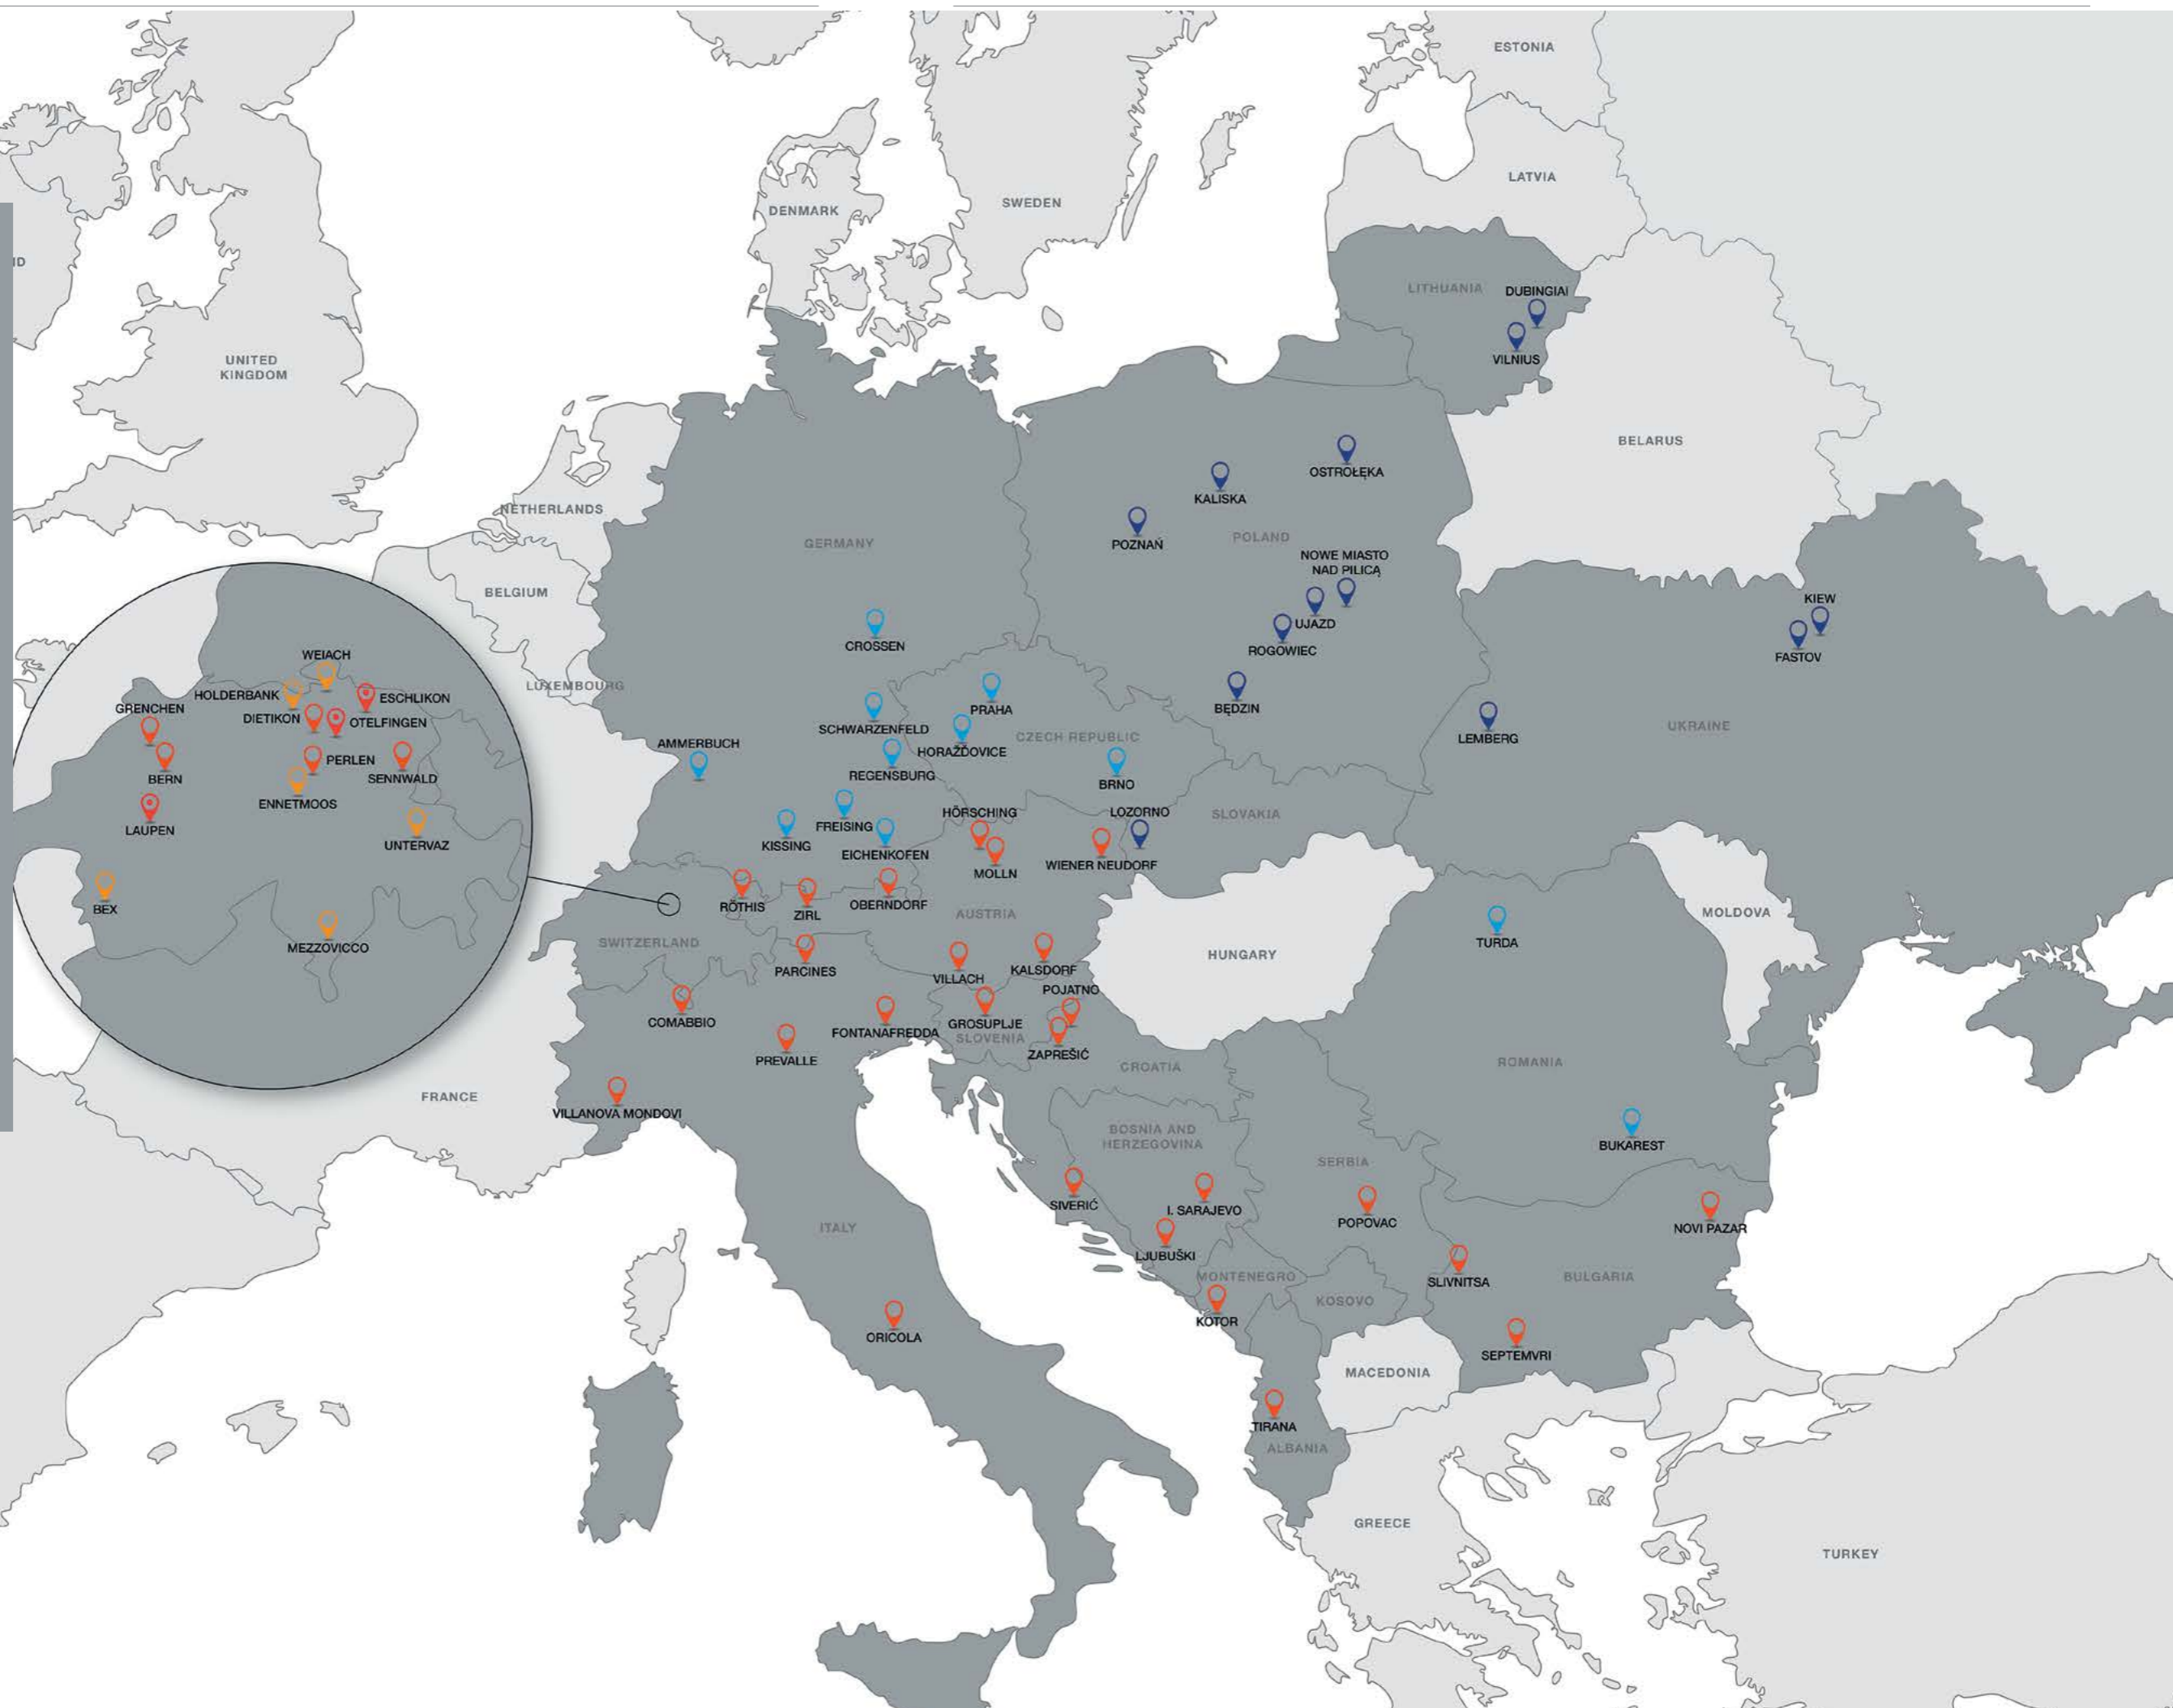 ESTONIA
LATVIA
SWEDEN
DENMARK
ID
LITHUANIA
DUBINGIAI
VILNIUS
UNITED
KINGDOM
BELARUS
OSTROŁĘKA
KALISKA
NETHERLANDS
GERMANY
POZNAŃ
POLAND
NOWE MIASTO
NAD PILICĄ
BELGIUM
KIEW
UJAZD
CROSSEN
ROGOWIEC
FASTOV
WEIACH
LUXEMBOURG
HOLDERBANK
ESCHLIKON
GRENCHEN
DIETIKON
OTELFINGEN
PRAHA
BĘDZIN
SCHWARZENFELD
CZECH REPUBLIC
LEMBERG
UKRAINE
AMMERBUCH
HORAŽĎOVICE
PERLEN
BERN
SENNWALD
REGENSBURG
BRNO
ENNETMOOS
HÖRSCHING
LOZORNO
SLOVAKIA
LAUPEN
FREISING
UNTERVAZ
KISSING
EICHENKOFEN
WIENER NEUDORF
MOLLN
BEX
RÖTHIS
ZIRL
OBERNDORF
AUSTRIA
MOLDOVA
MEZZOVICCO
SWITZERLAND
TURDA
HUNGARY
PARCINES
VILLACH
KALSDORF
POJATNO
COMABBIO
FONTANAFREDDA
GROSUPLJE
SLOVENIA
ZAPREŠIĆ
PREVALLE
CROATIA
ROMANIA
FRANCE
VILLANOVA MONDOVI
BOSNIA AND
HERZEGOVINA
BUKAREST
SERBIA
SIVERIĆ
I. SARAJEVO
POPOVAC
NOVI PAZAR
ITALY
LJUBUŠKI
MONTENEGRO
SLIVNITSA
BULGARIA
KOSOVO
KOTOR
ORICOLA
SEPTEMVRI
MACEDONIA
TIRANA
ALBANIA
GREECE
TURKEY